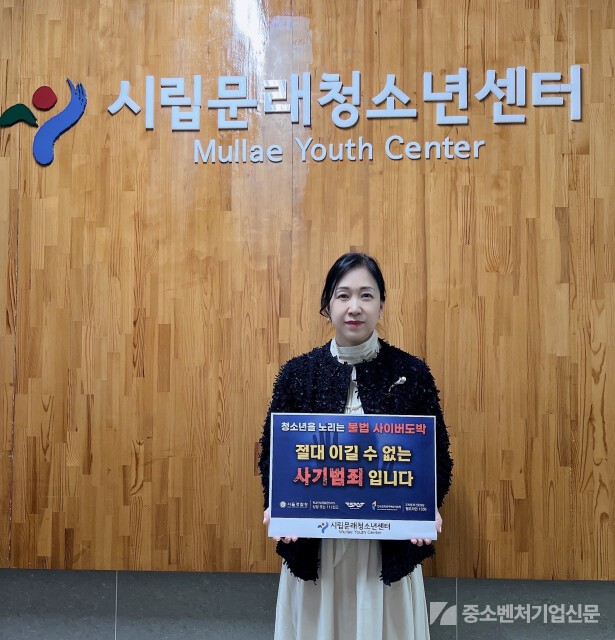 시립문래청소년센터
Mullae Youth Center
청소년을 노리는 불법 사이버도박
절대 이길 수 없는
사기범죄 입니다
시립문래청소년센터
Mullae Youth Center
중소벤처기업신문